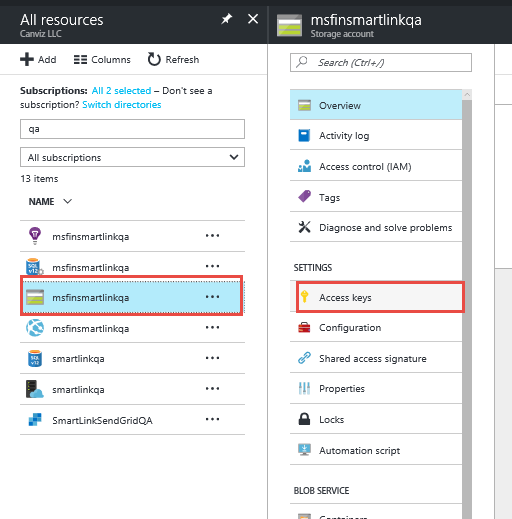 All resources
Canviz LLC
Add
Columns
Refresh
Subscriptions: All 2 selected – Don't see a
subscription? Switch directories
qa
All subscriptions
13 items
NAME
msfinsmartlinkqa
msfinsmartlinkqa
msfinsmartlinkqa
msfinsmartlinkqa
smartlinkqa
smartlinkqa
SmartLinkSendGridQA
msfinsmartlinkqa
Storage account
Search (Ctrl+/)
Overview
Activity log
Access control (IAM)
Tags
Diagnose and solve problems
SETTINGS
Access keys
Configuration
Shared access signature
Properties
Locks
Automation script
BLOB SERVICE
Containers